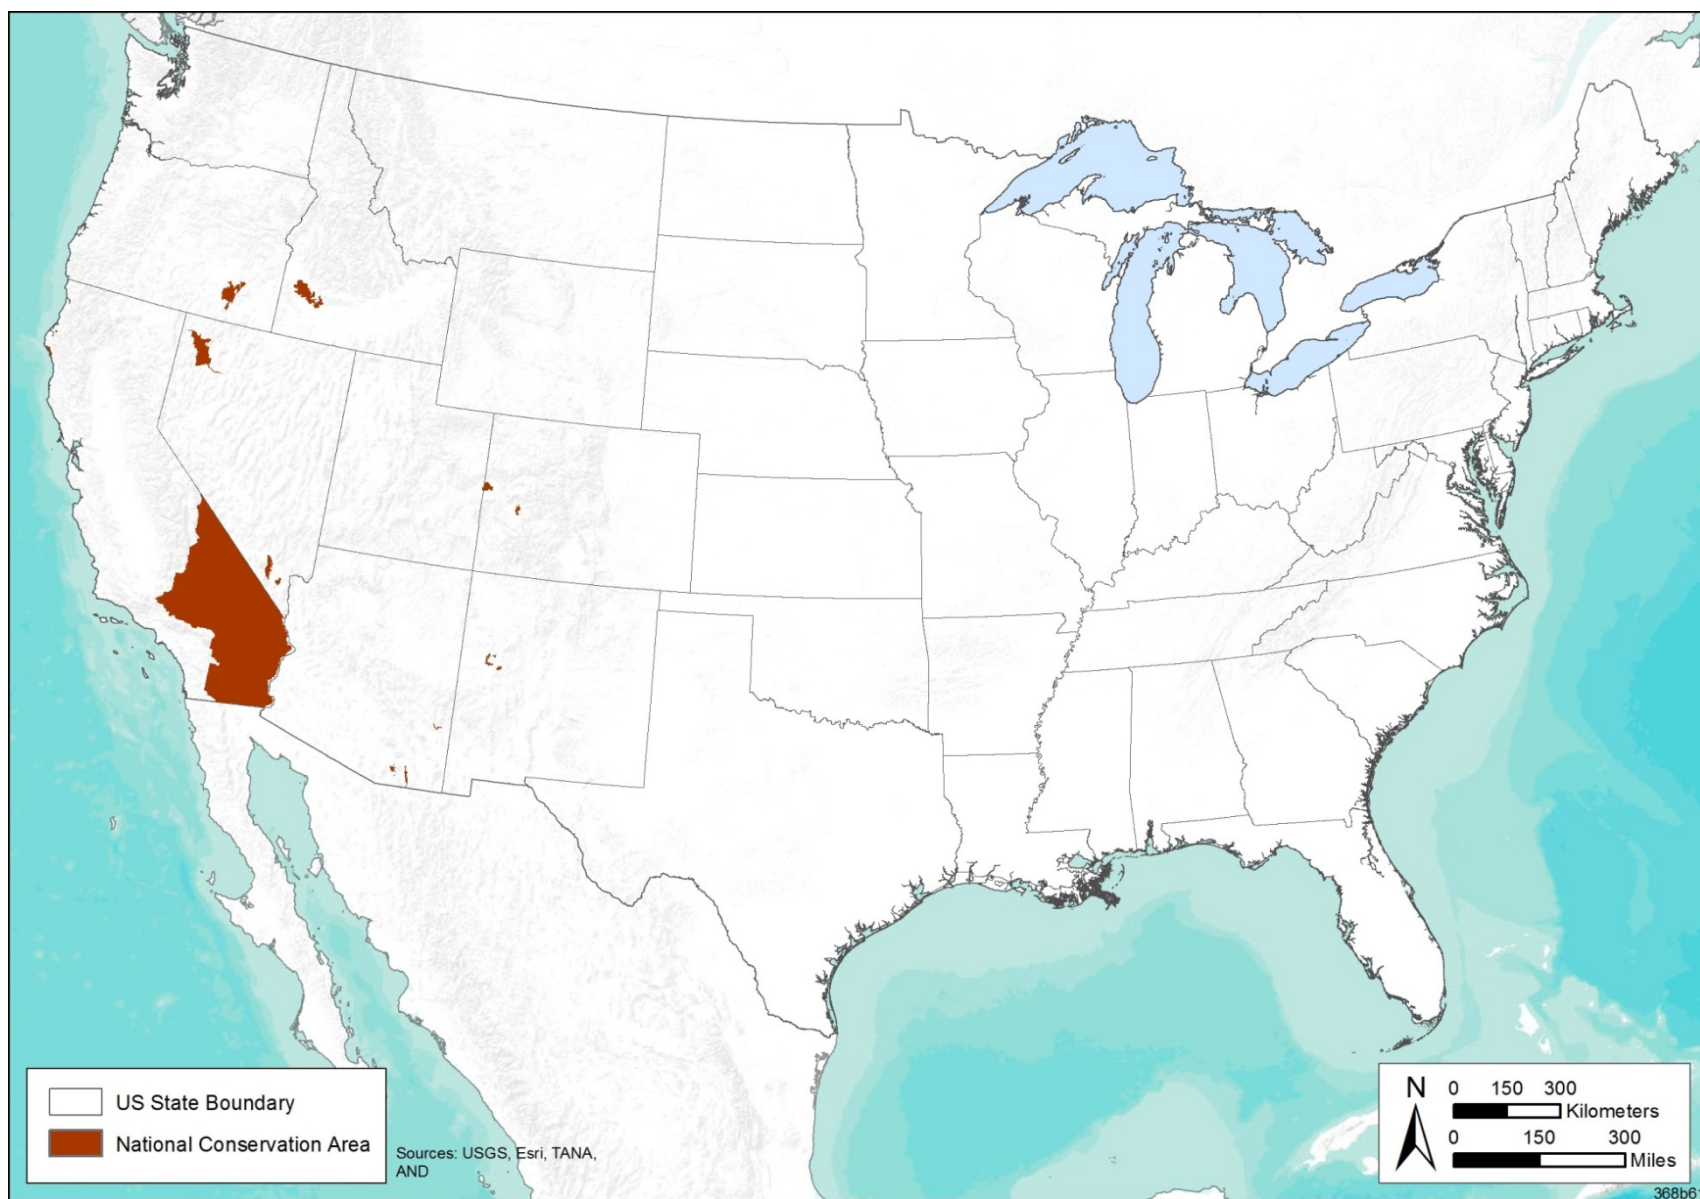 US State Boundary
National Conservation Area
Sources: USGS, Esri, TANA,
AND
N
0 150 300
Kilometers
0 150 300
Miles